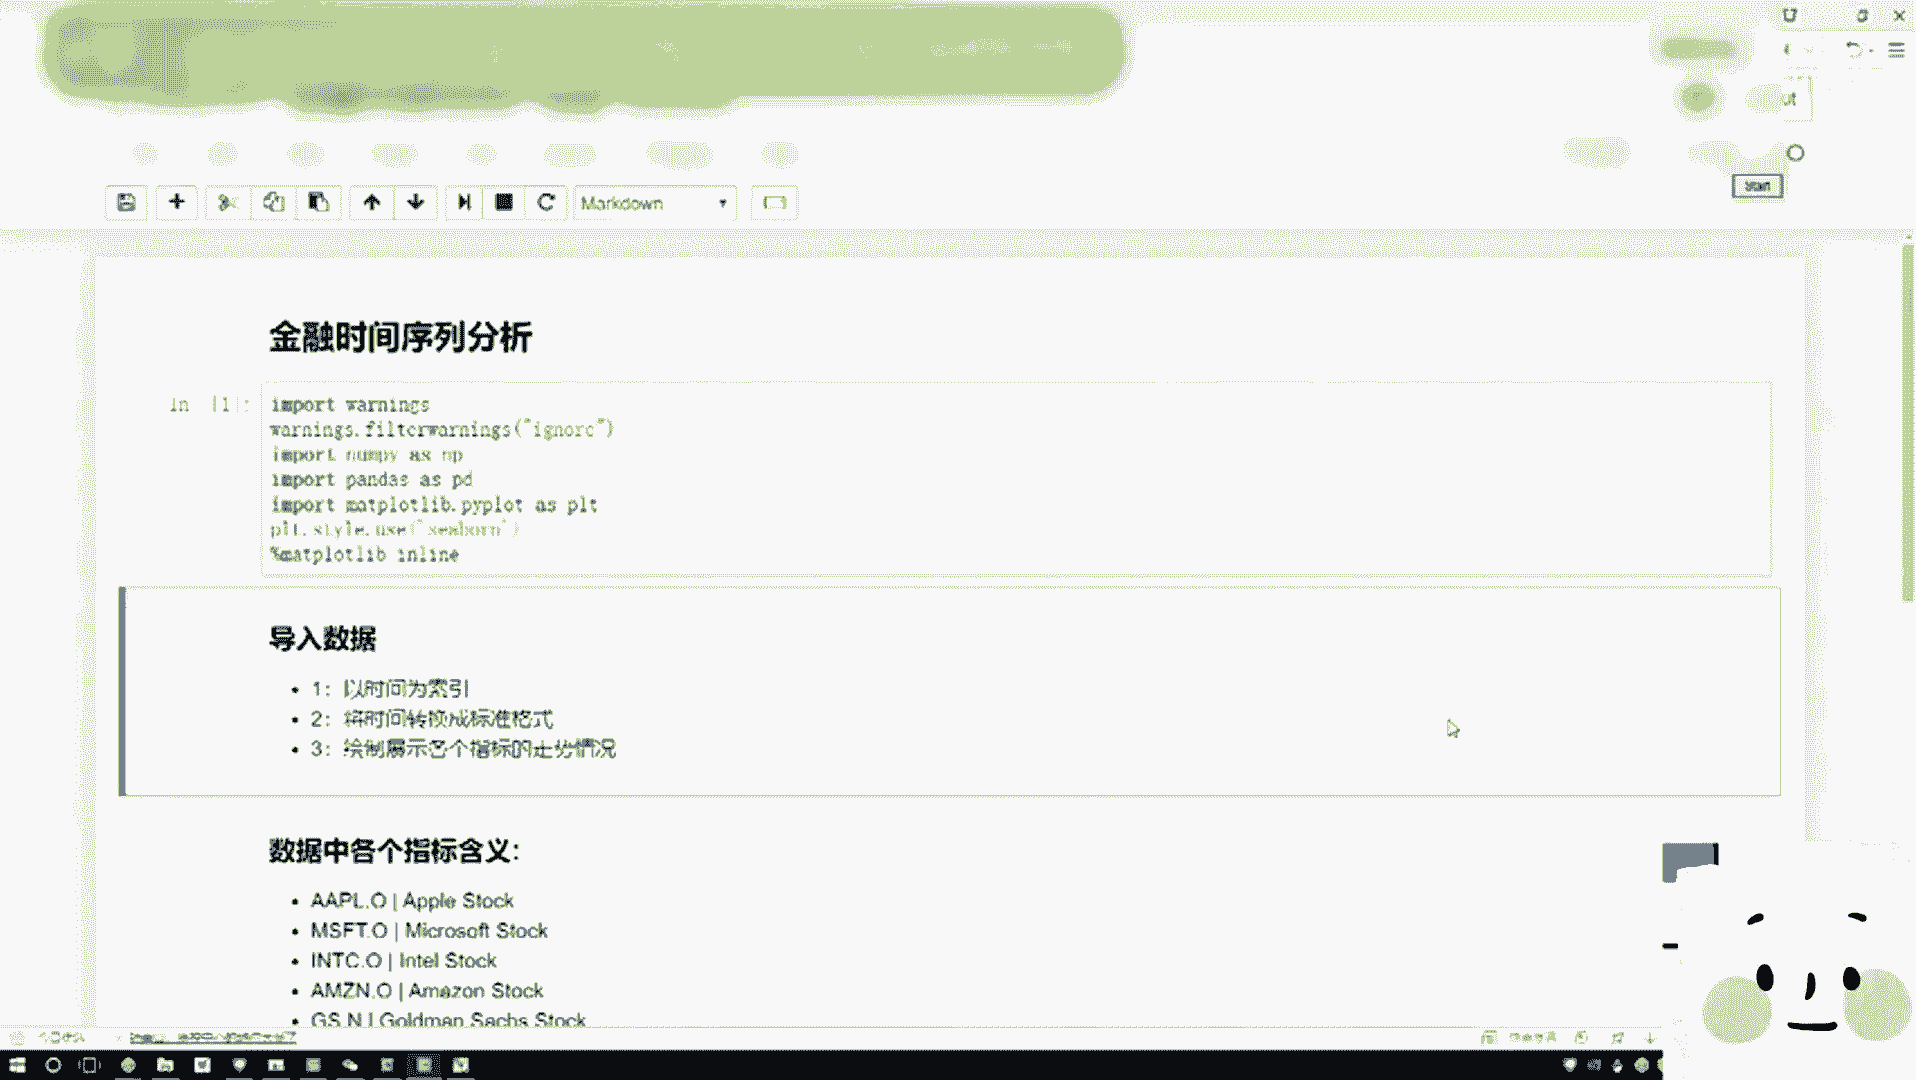 ut
Start
Markdown
金融时间序列分析
In [1]:
import warnings
warnings.filterwarnings("ignore")
import numpy as np
import pandas as pd
import matplotlib.pyplot as plt
plt.style.use("seaborn")
%matplotlib inline
导入数据
1：以时间为索引
2：将时间转换成标准格式
3：绘制展示各个指标的走势情况
数据中各个指标含义：
AAPL.O | Apple Stock
MSFT.O | Microsoft Stock
INTC.O | Intel Stock
AMZN.O | Amazon Stock
GS.N | Goldman Sachs Stock